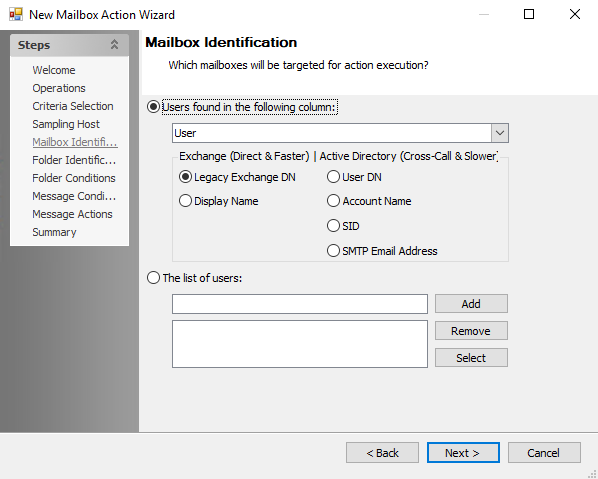 New Mailbox Action Wizard
Steps
Welcome
Operations
Criteria Selection
Sampling Host
Mailbox Identifi...
Folder Identific...
Folder Conditions
Message Condi...
Message Actions
Summary
Mailbox Identification
Which mailboxes will be targeted for action execution?
Users found in the following column:
User
Exchange (Direct & Faster) | Active Directory (Cross-Call & Slower)
Legacy Exchange DN
User DN
Display Name
Account Name
SID
SMTP Email Address
The list of users:
Add
Remove
Select
< Back
Next >
Cancel